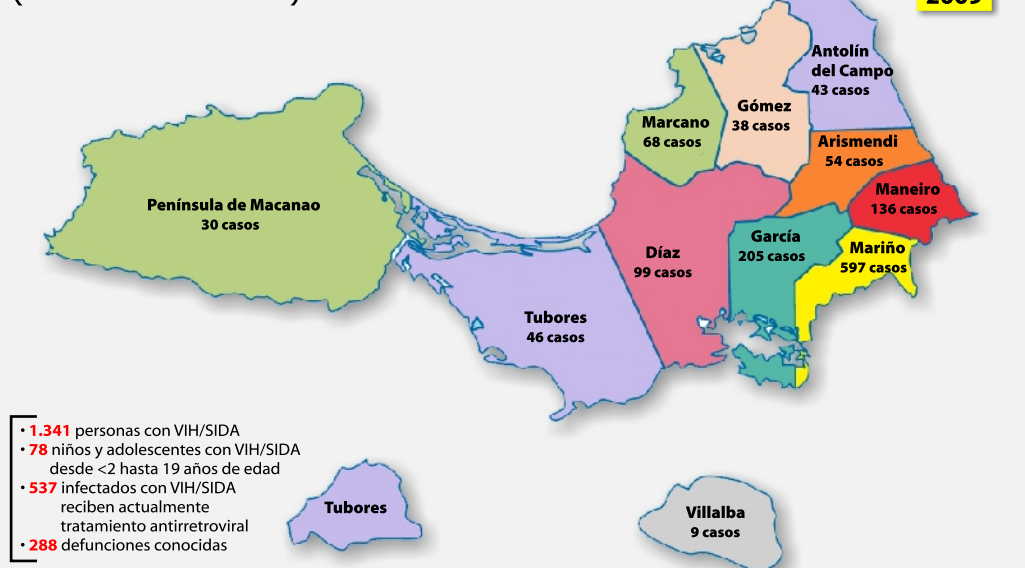 2009
Antolín
del Campo
43 casos
Gómez
38 casos
Marcano
68 casos
Arismendi
54 casos
Maneiro
136 casos
Península de Macanao
30 casos
García
205 casos
Mariño
597 casos
Díaz
99 casos
Tubores
46 casos
• 1.341 personas con VIH/SIDA
• 78 niños y adolescentes con VIH/SIDA
desde <2 hasta 19 años de edad
• 537 infectados con VIH/SIDA
reciben actualmente
tratamiento antirretroviral
• 288 defunciones conocidas
Tubores
Villalba
9 casos